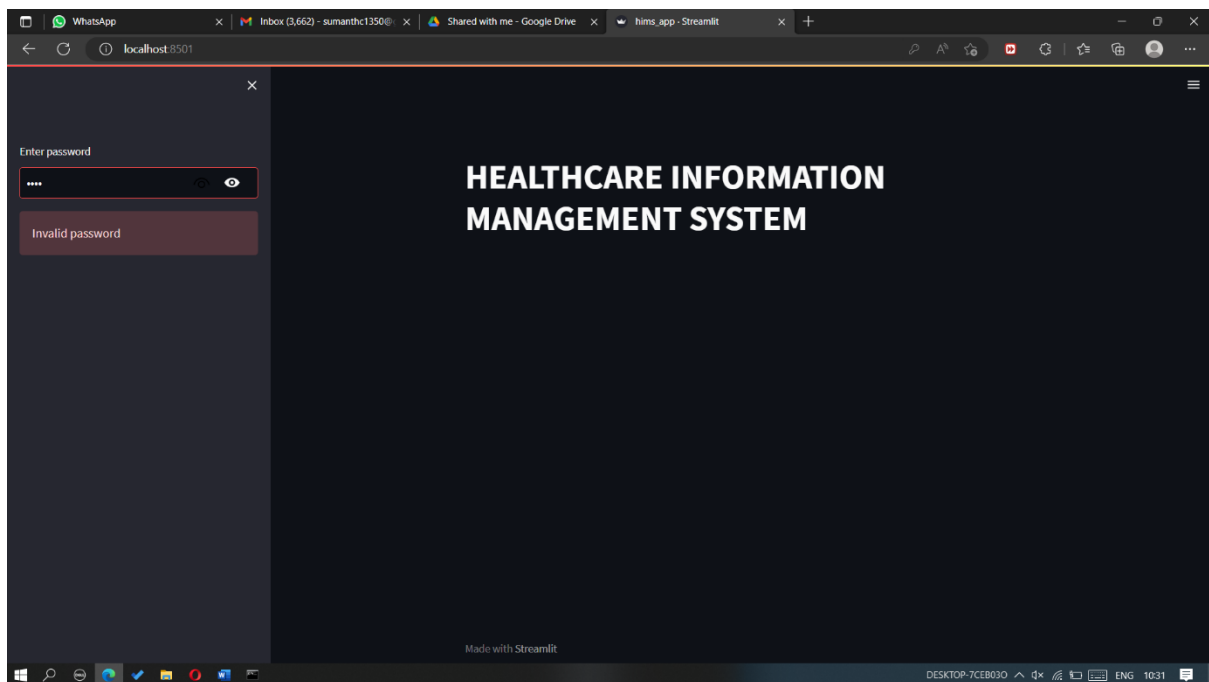 WhatsApp
Inbox (3,662) - sumanthc1350@
Shared with me - Google Drive
hims_app - Streamlit
localhost:8501
Enter password
••••
Invalid password
HEALTHCARE INFORMATION
MANAGEMENT SYSTEM
Made with Streamlit
DESKTOP-7CEB03O
ENG
10:31